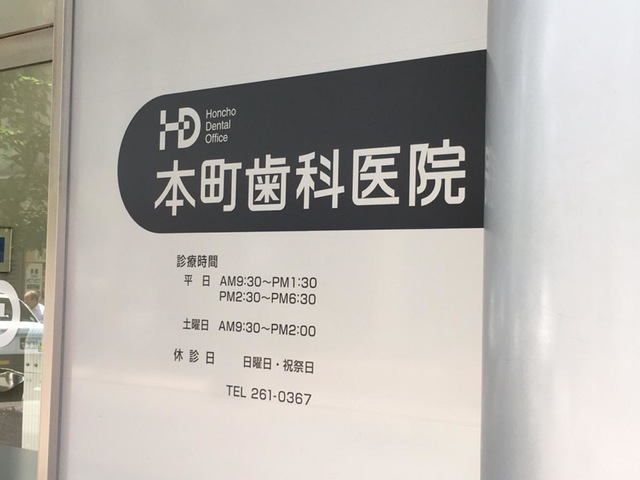 HD
Honcho
Dental
Office
本町歯科医院
診療時間
平 日 AM9:30～PM1:30
PM2:30～PM6:30
土曜日 AM9:30～PM2:00
休 診 日 日曜日・祝祭日
TEL 261-0367